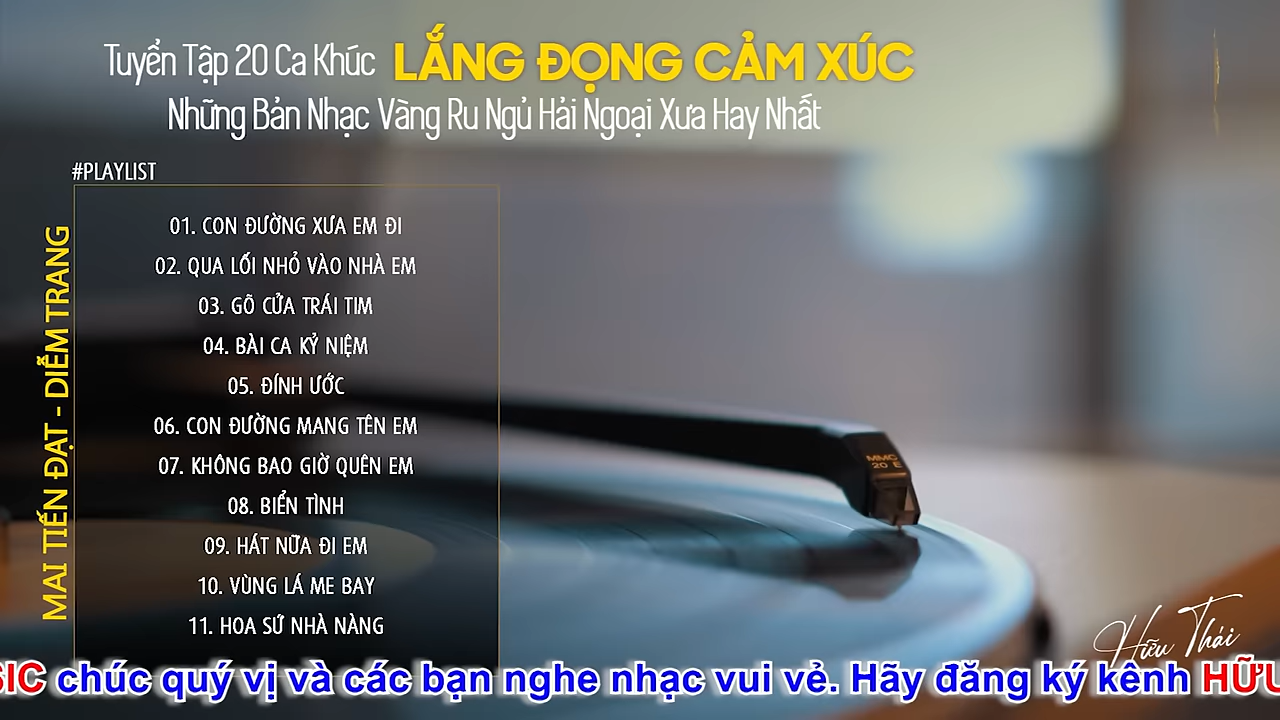 Tuyển Tập 20 Ca Khúc LẮNG ĐỌNG CẢM XÚC
Những Bản Nhạc Vàng Ru Ngủ Hải Ngoại Xưa Hay Nhất
#PLAYLIST
MAI TIẾN ĐẠT - DIỄM TRANG
01. CON ĐƯỜNG XƯA EM ĐI
02. QUA LỐI NHỎ VÀO NHÀ EM
03. GÕ CỬA TRÁI TIM
04. BÀI CA KỶ NIỆM
05. ĐÍNH ƯỚC
06. CON ĐƯỜNG MANG TÊN EM
07. KHÔNG BAO GIỜ QUÊN EM
08. BIỂN TÌNH
09. HÁT NỮA ĐI EM
10. VÙNG LÁ ME BAY
11. HOA SỨ NHÀ NÀNG
MMC
20 E
Hữu Thái
SIC chúc quý vị và các bạn nghe nhạc vui vẻ. Hãy đăng ký kênh HỮU